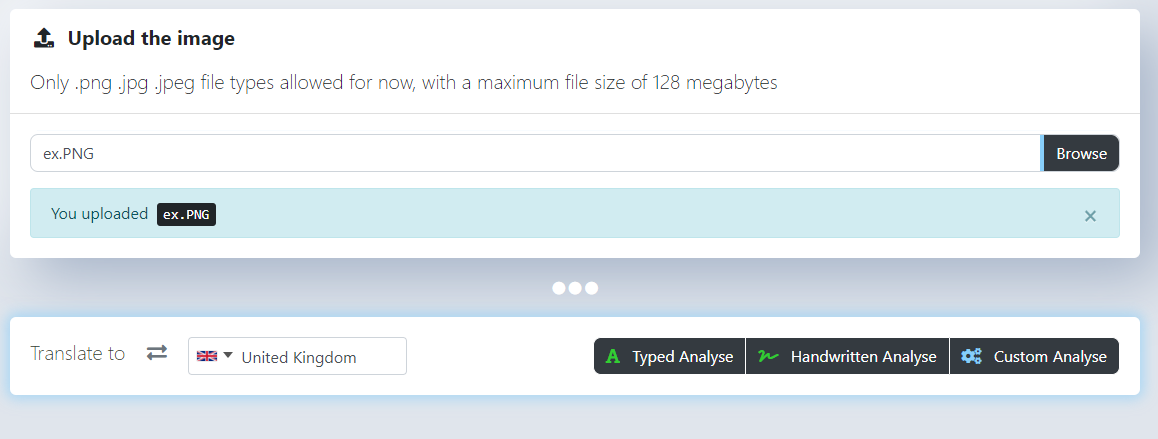 Upload the image
Only .png .jpg .jpeg file types allowed for now, with a maximum file size of 128 megabytes
ex.PNG Browse
You uploaded ex.PNG ×
Translate to United Kingdom Typed Analyse Handwritten Analyse Custom Analyse